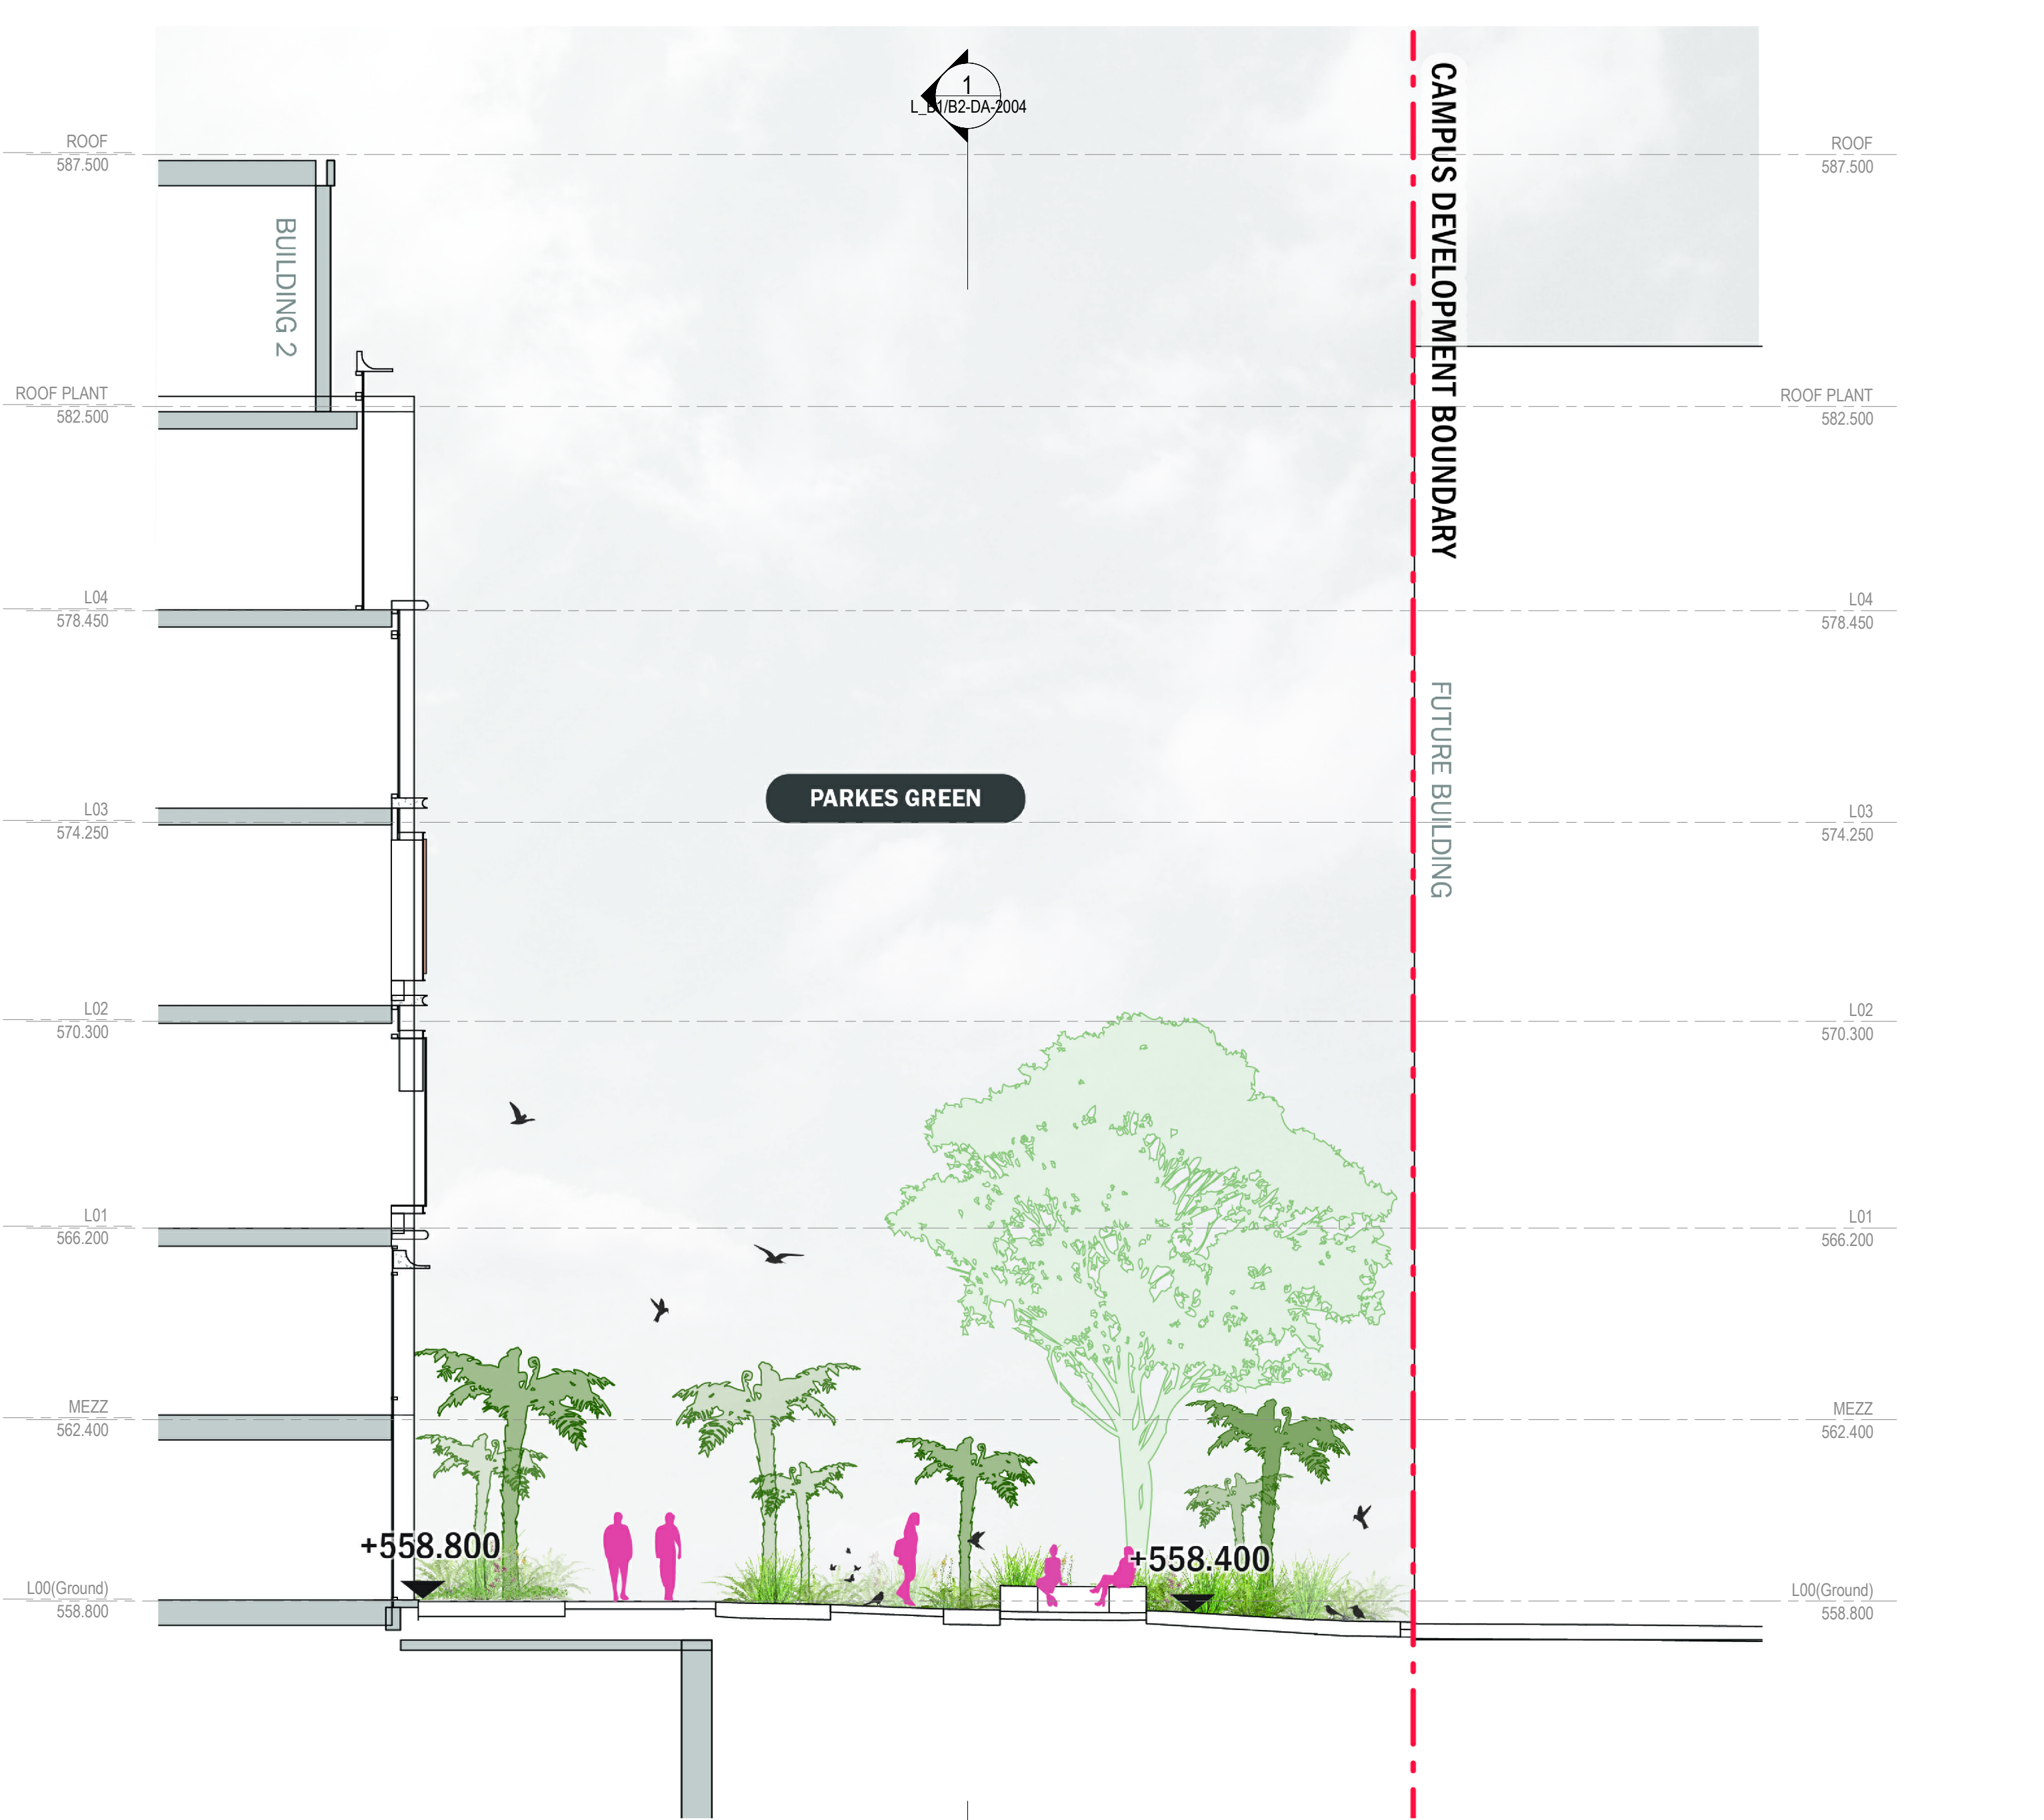 1
L_B1/B2-DA-2004
CAMPUS DEVELOPMENT BOUNDARY
ROOF
587.500
ROOF
587.500
BUILDING 2
ROOF PLANT
582.500
ROOF PLANT
582.500
L04
578.450
L04
578.450
FUTURE BUILDING
PARKES GREEN
L03
574.250
L03
574.250
L02
570.300
L02
570.300
L01
566.200
L01
566.200
MEZZ
562.400
MEZZ
562.400
+558.800
+558.400
L00(Ground)
558.800
L00(Ground)
558.800